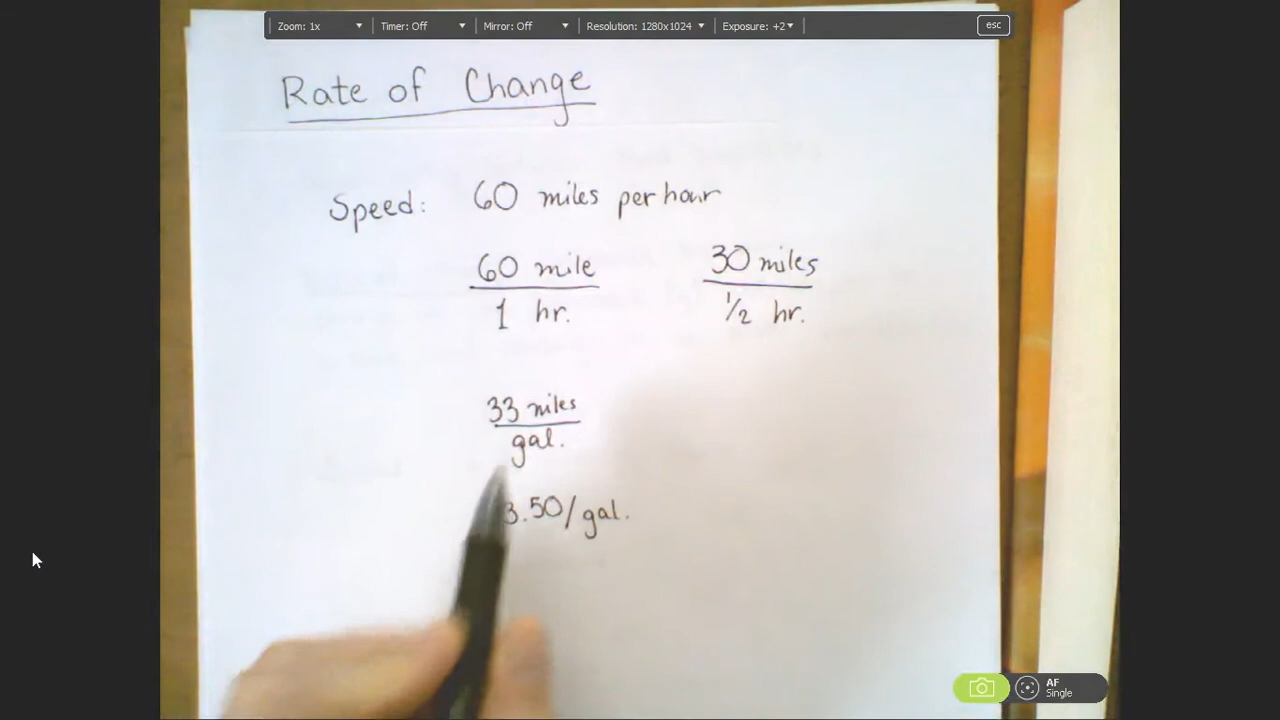 Zoom: 1x Timer: Off Mirror: Off Resolution: 1280x1024 Exposure: +2 esc
Rate of Change
Speed: 60 miles per hour
60 mile
1 hr.
30 miles
1/2 hr.
33 miles
gal.
3.50/gal.
AF
Single